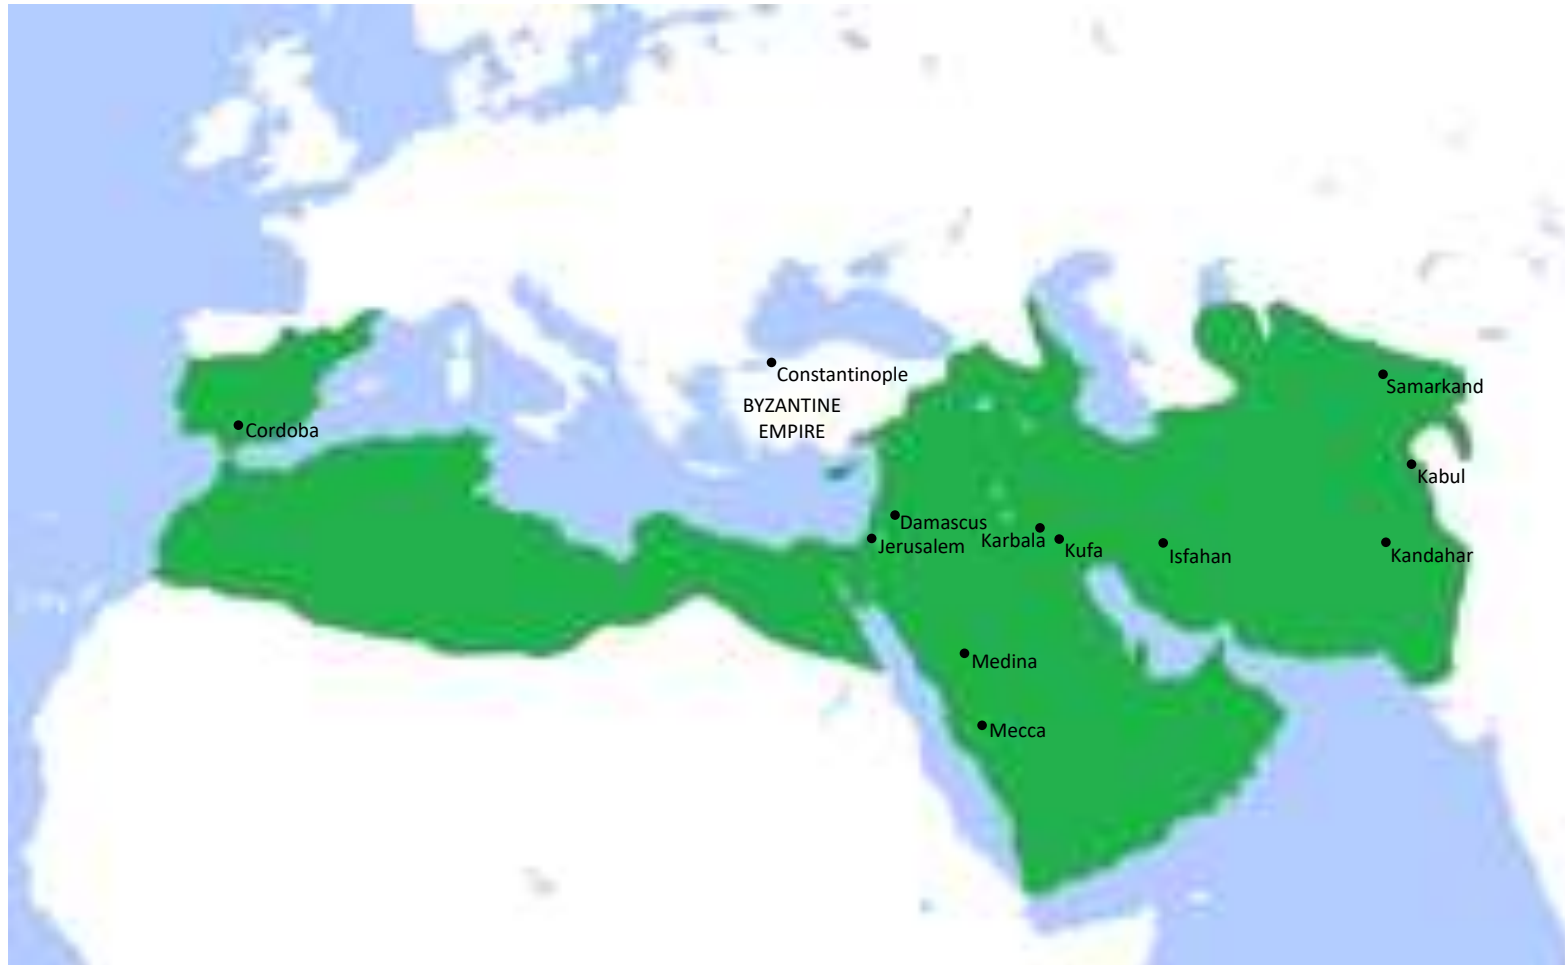 Constantinople
BYZANTINE
EMPIRE
Samarkand
Cordoba
Kabul
Damascus
Karbala
Jerusalem
Kufa
Isfahan
Kandahar
Medina
Mecca